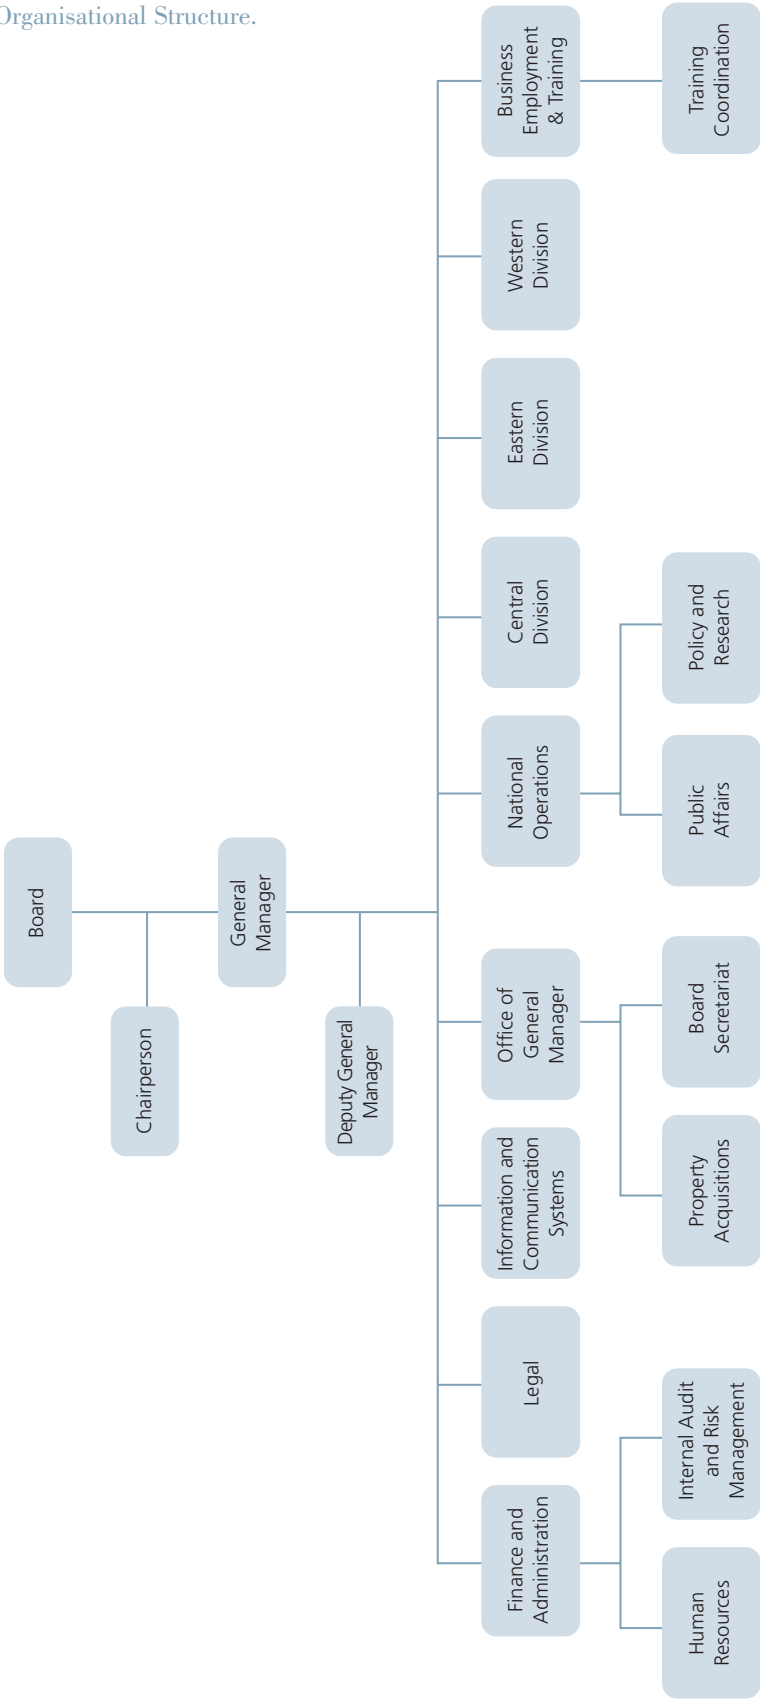 Organisational Structure.
Board
Chairperson
General
Manager
Deputy General
Manager
Finance and
Administration
Legal
Information and
Communication
Systems
Office of
General
Manager
National
Operations
Central
Division
Eastern
Division
Western
Division
Business
Employment
& Training
Human
Resources
Internal Audit
and Risk
Management
Property
Acquisitions
Board
Secretariat
Public
Affairs
Policy and
Research
Training
Coordination